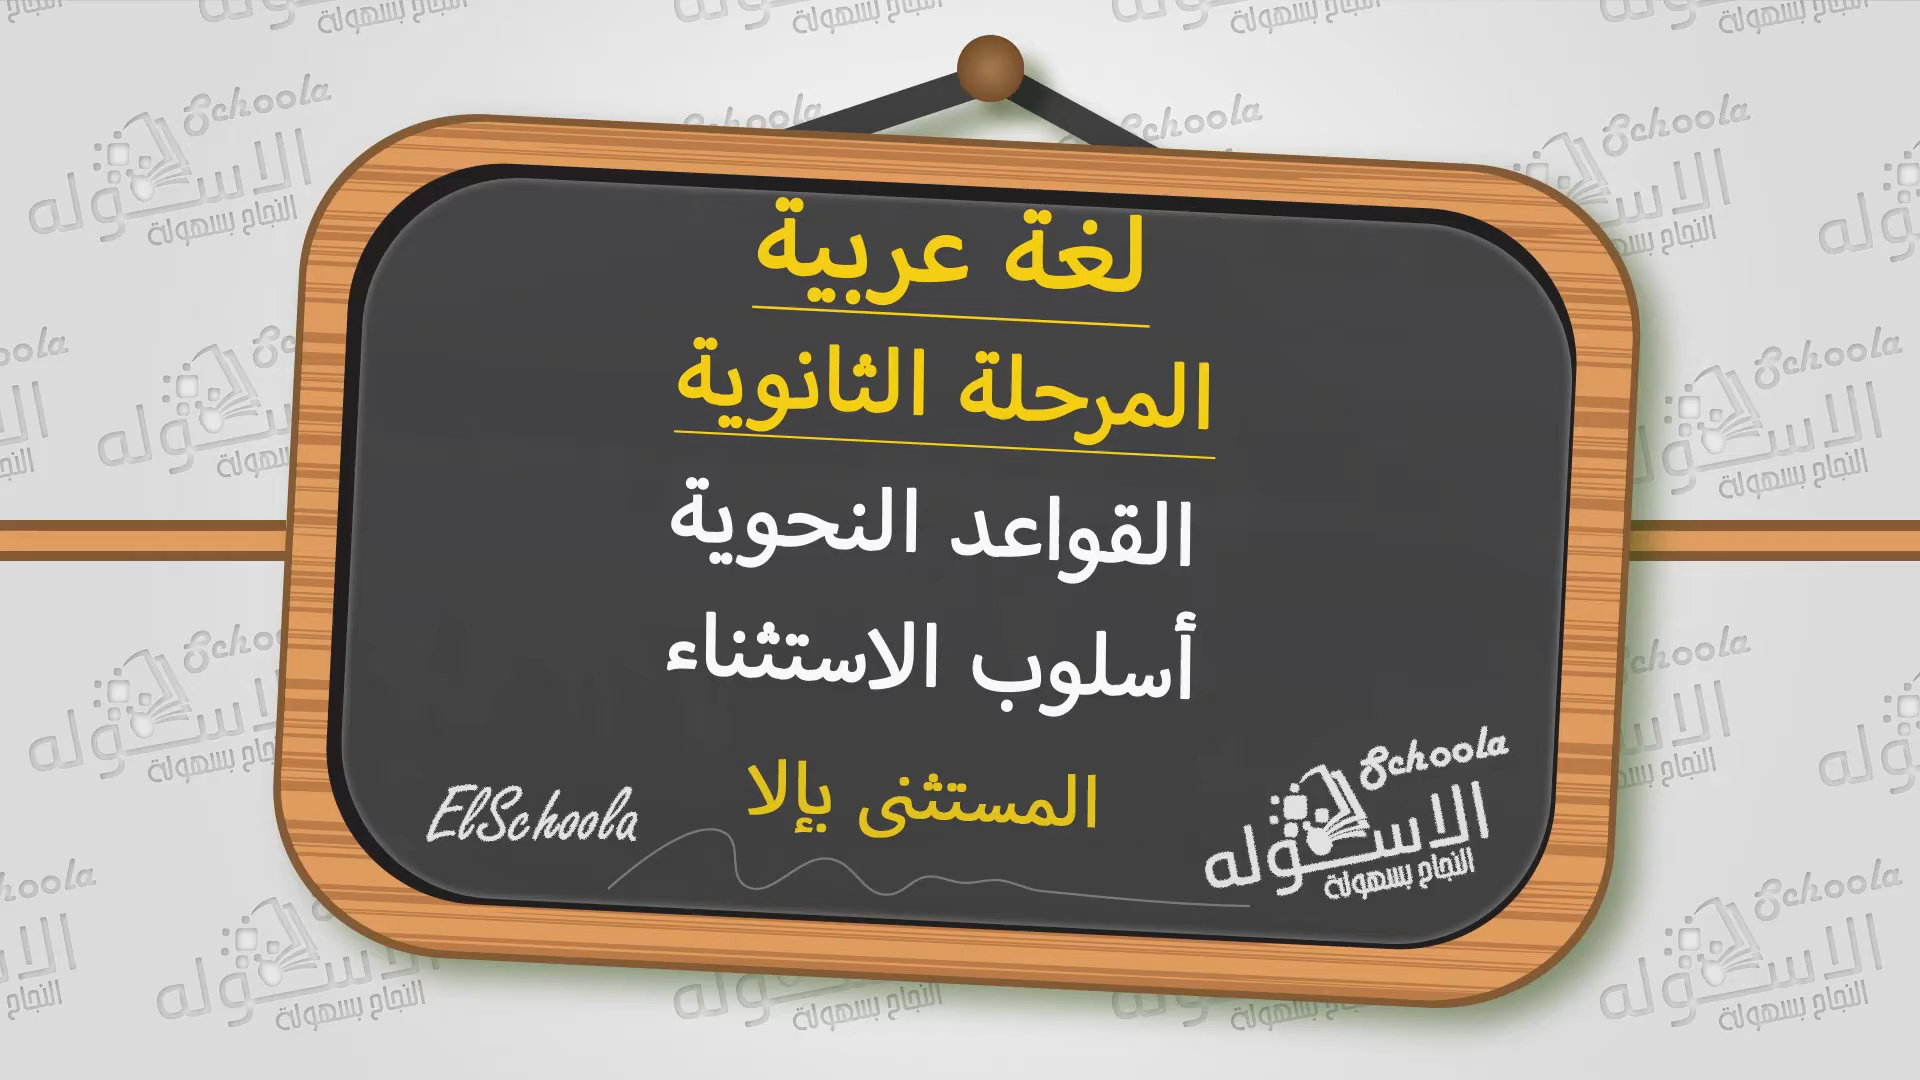 لغة عربية
المرحلة الثانوية
القواعد النحوية
أسلوب الاستثناء
المستثنى بإلا
ElSchoola
Schoola
الاسكوله
النجاح بسهولة